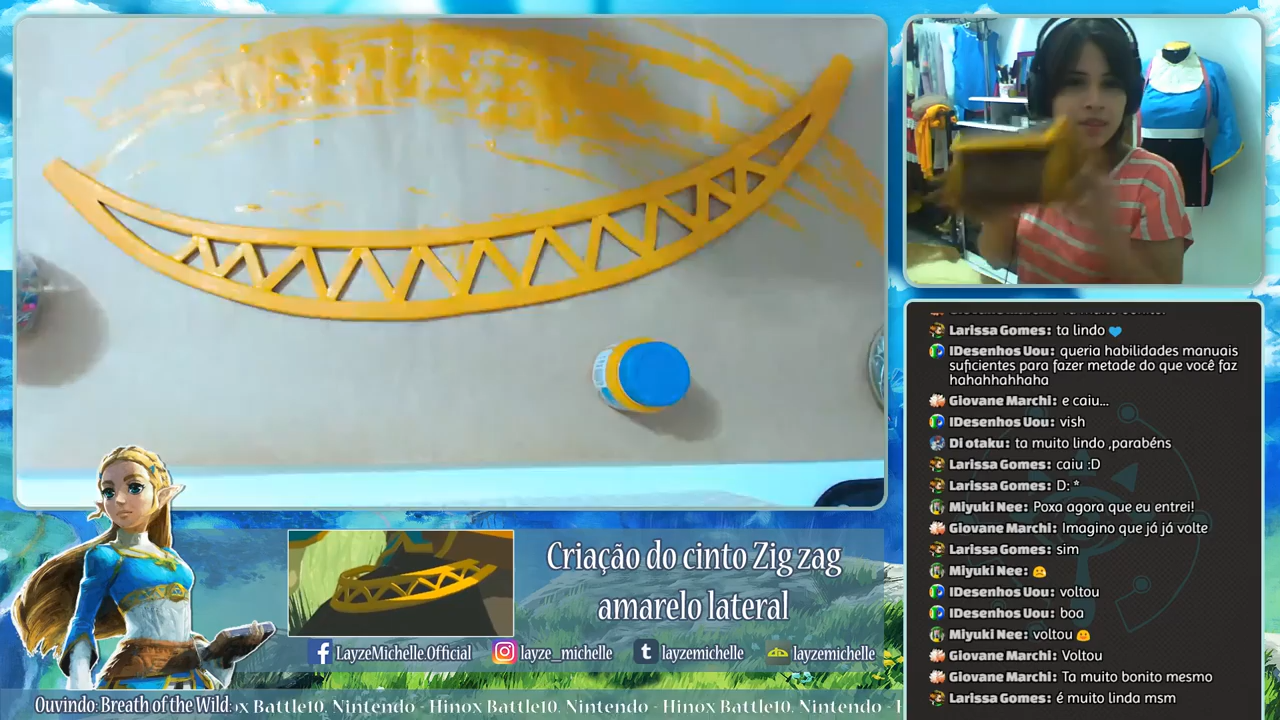 Larissa Gomes: ta lindo 💙
IDesenhos Uou: queria habilidades manuais
suficientes para fazer metade do que você faz
hahahhahhaha
Giovane Marchi: e caiu...
IDesenhos Uou: vish
Di otaku: ta muito lindo ,parabéns
Larissa Gomes: caiu :D
Larissa Gomes: D: *
Miyuki Nee: Poxa agora que eu entrei!
Giovane Marchi: Imagino que já já volte
Larissa Gomes: sim
Miyuki Nee: ☹
IDesenhos Uou: voltou
IDesenhos Uou: boa
Miyuki Nee: voltou 🙂
Giovane Marchi: Voltou
Giovane Marchi: Ta muito bonito mesmo
Larissa Gomes: é muito linda msm
Criação do cinto Zig zag
amarelo lateral
LayzeMichelle.Official layze_michelle layzemichelle layzemichelle
Ouvindo: Breath of the Wild: x Battle10, Nintendo - Hinox Battle10, Nintendo - Hinox Battle10, Nintendo - H